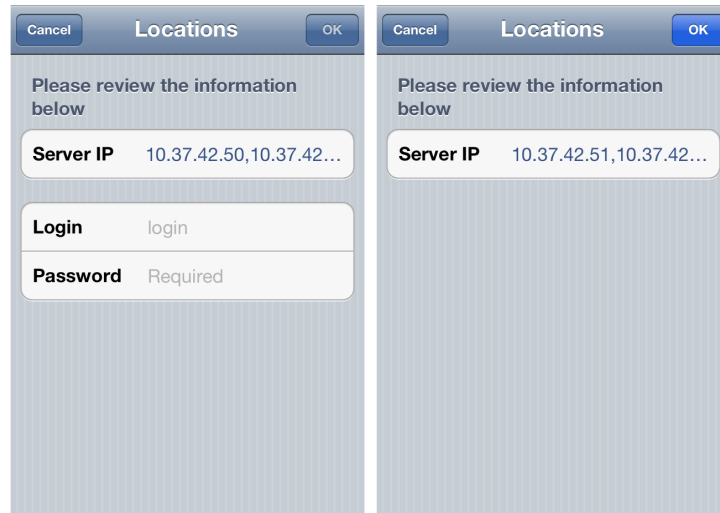 Cancel Locations OK
Please review the information
below
Server IP 10.37.42.50,10.37.42...
Login login
Password Required
Cancel Locations OK
Please review the information
below
Server IP 10.37.42.51,10.37.42...